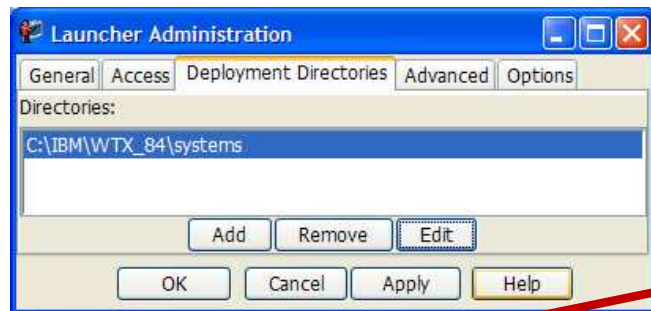 Launcher Administration
General Access Deployment Directories Advanced Options
Directories:
C:\IBM\WTX_84\systems
Add Remove Edit
OK Cancel Apply Help